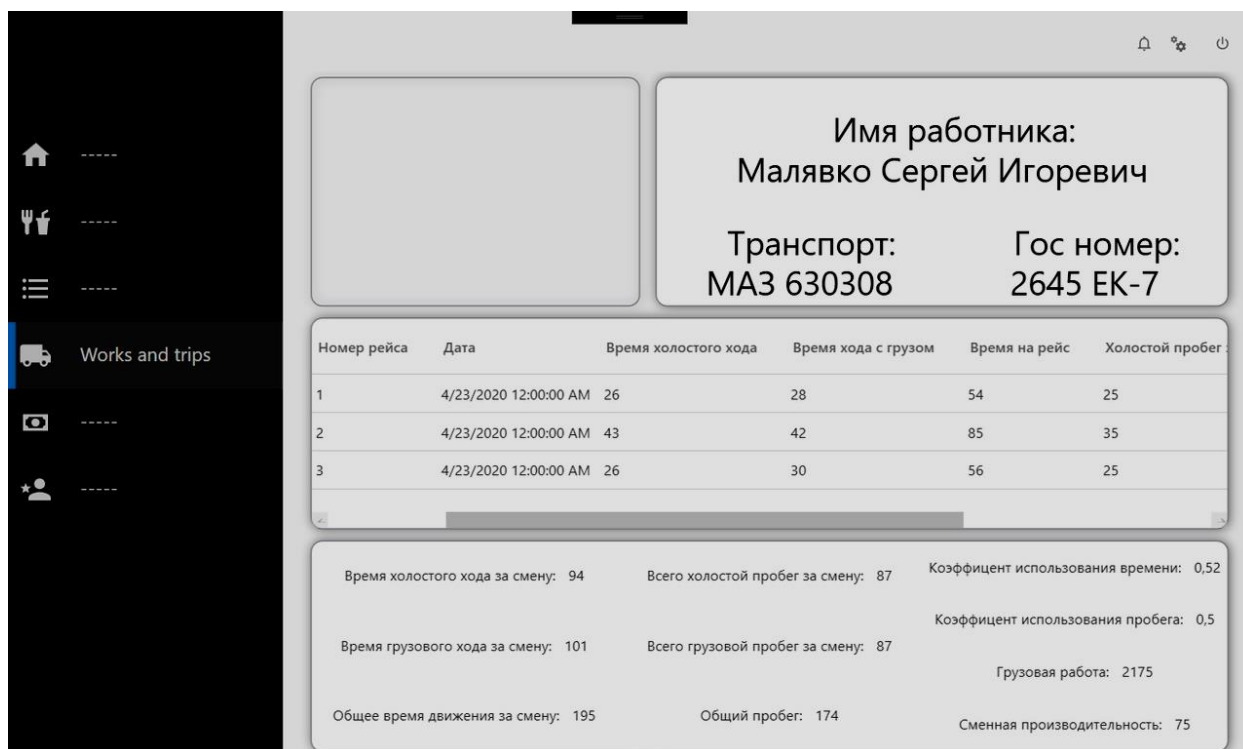 -----
-----
-----
Works and trips
-----
-----
Имя работника:
Малявко Сергей Игоревич
Транспорт: Гос номер:
МАЗ 630308 2645 ЕК-7
Номер рейса Дата Время холостого хода Время хода с грузом Время на рейс Холостой пробег
1 4/23/2020 12:00:00 AM 26 28 54 25
2 4/23/2020 12:00:00 AM 43 42 85 35
3 4/23/2020 12:00:00 AM 26 30 56 25
Время холостого хода за смену: 94
Время грузового хода за смену: 101
Общее время движения за смену: 195
Всего холостой пробег за смену: 87
Всего грузовой пробег за смену: 87
Общий пробег: 174
Коэффицент использования времени: 0,52
Коэффицент использования пробега: 0,5
Грузовая работа: 2175
Сменная производительность: 75